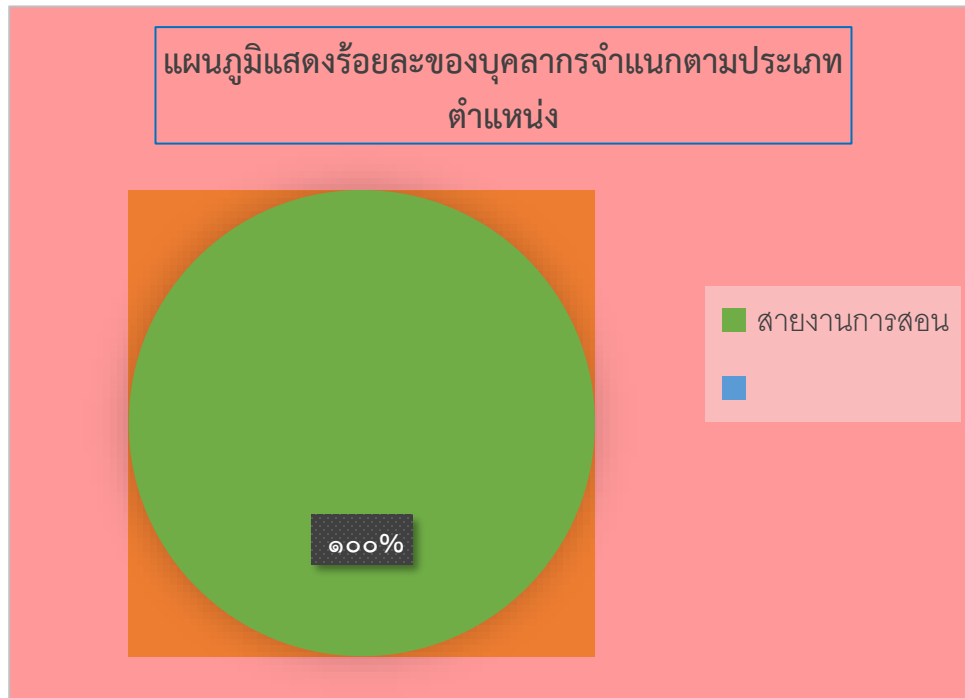 แผนภูมิแสดงร้อยละของบุคลากรจำแนกตามประเภท
ตำแหน่ง
สายงานการสอน
๑๐๐%